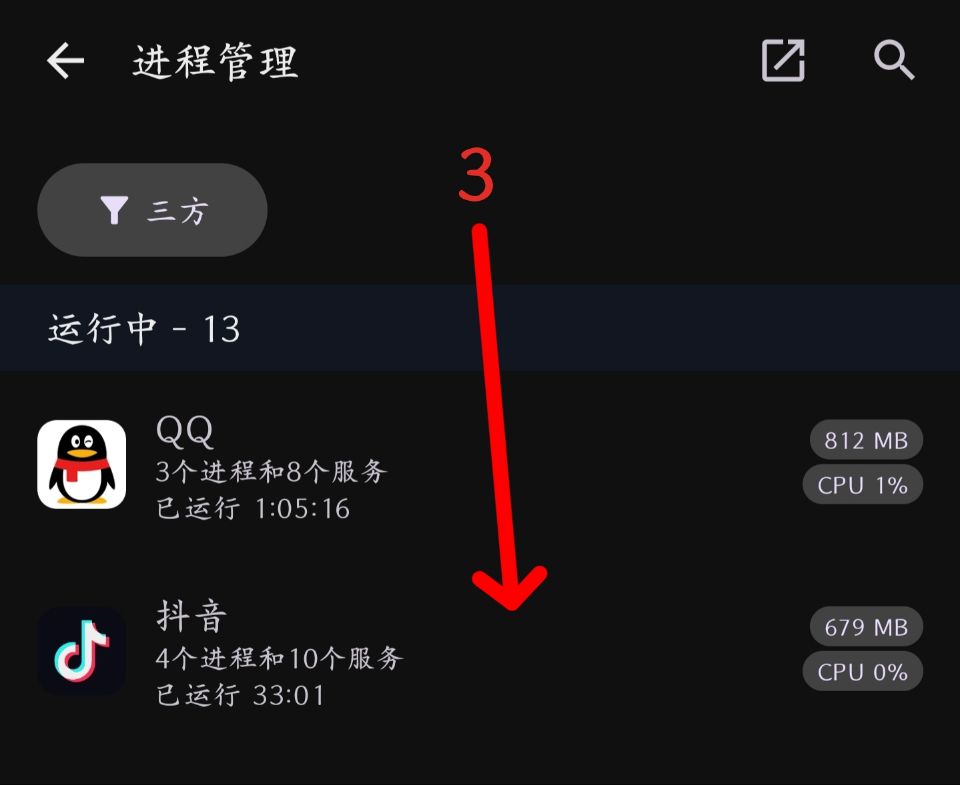 进程管理
3
三方
运行中 - 13
QQ
3个进程和8个服务
已运行 1:05:16
812 MB
CPU 1%
抖音
4个进程和10个服务
已运行 33:01
679 MB
CPU 0%